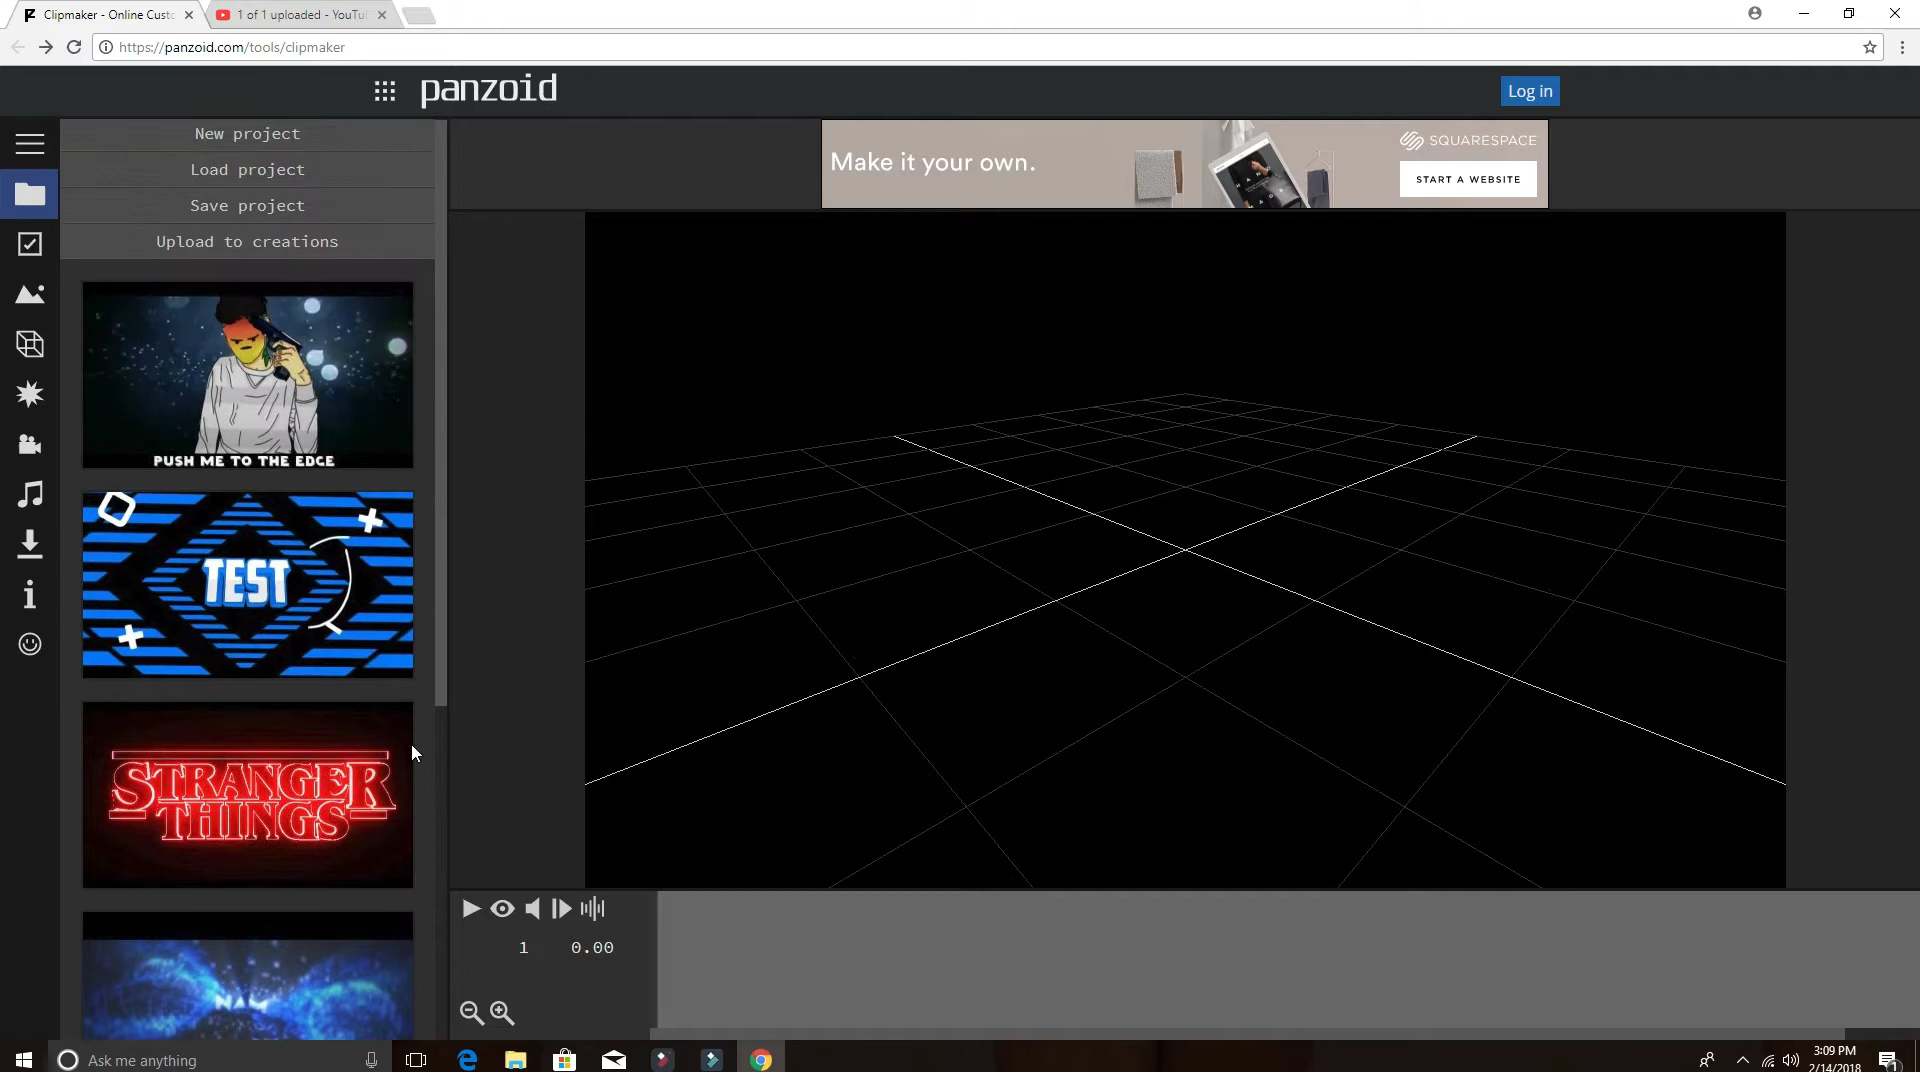 Clipmaker - Online Custo
1 of 1 uploaded - YouTu
https://panzoid.com/tools/clipmaker
panzoid
Log in
New project
Load project
Save project
Upload to creations
Make it your own.
SQUARESPACE
START A WEBSITE
PUSH ME TO THE EDGE
TEST
STRANGER
THINGS
NAM
1 0.00
Ask me anything
3:09 PM
2/14/2018
1